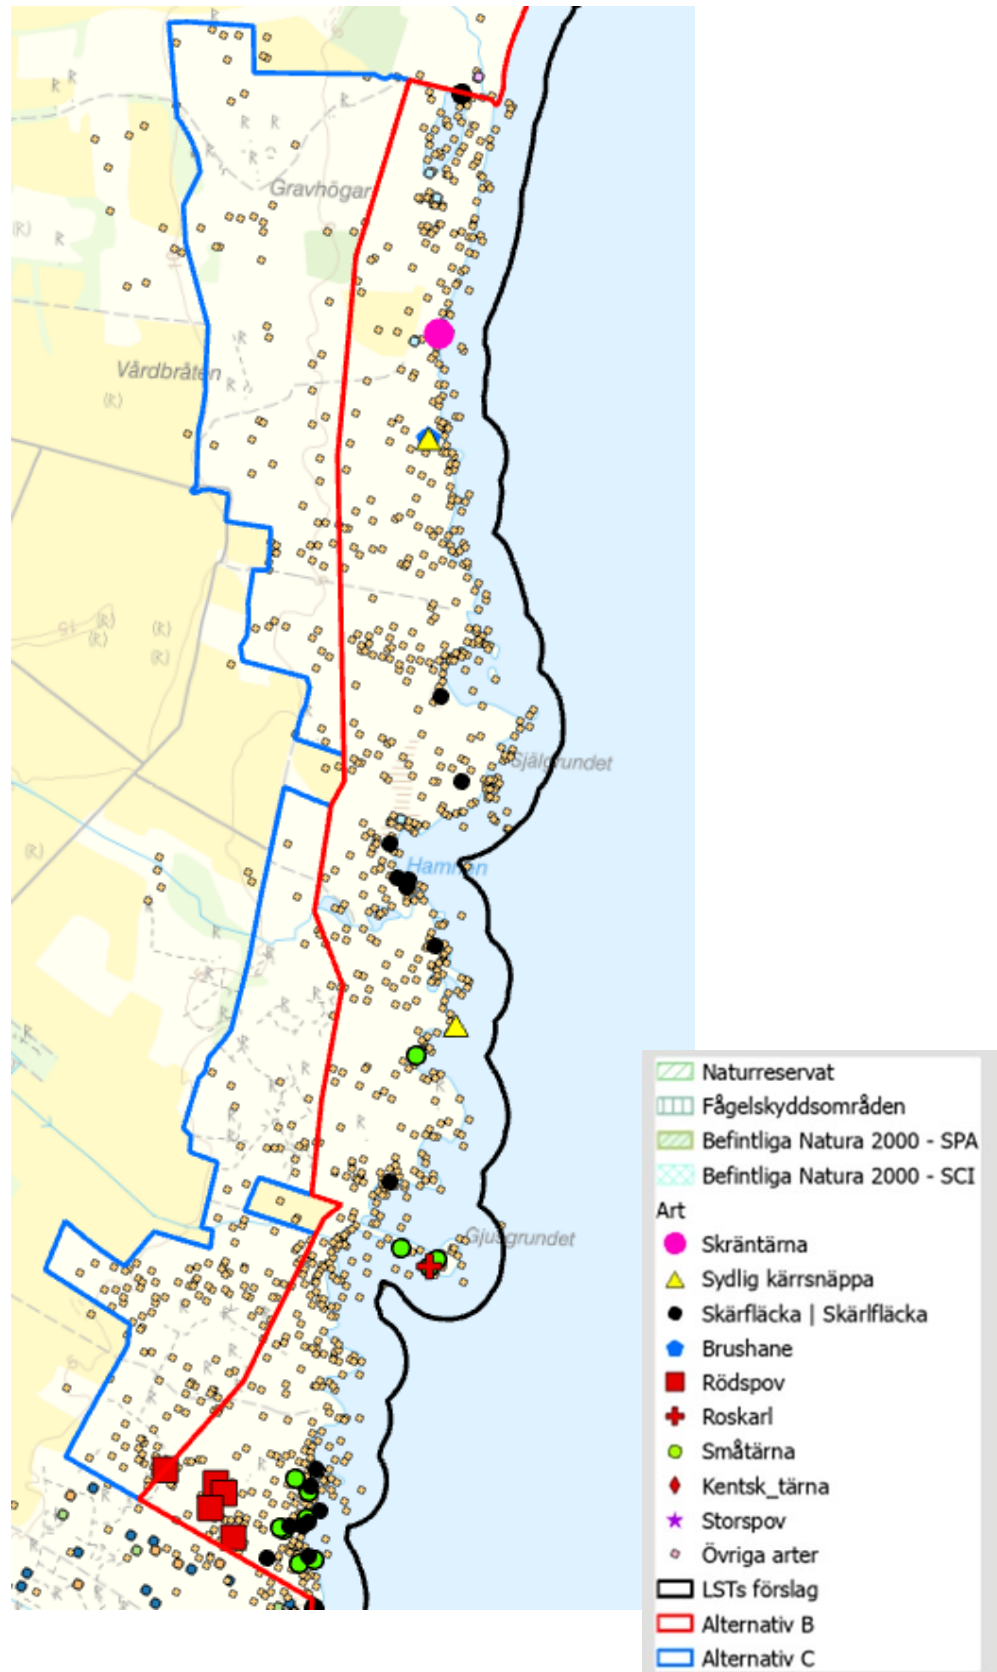 R
R
R
R
R
R
Gravhögar
(R)
R
R
Vårdbråten
R
(R)
(R)
(R)
(R)
(R)
Själgrundet
(R)
Hamnen
Gjusgrundet
Naturreservat
Fågelskyddsområden
Befintliga Natura 2000 - SPA
Befintliga Natura 2000 - SCI
Art
Skräntärna
Sydlig kärrsnäppa
Skärfläcka | Skärlfläcka
Brushane
Rödspov
Roskarl
Småtärna
Kentsk_tärna
Storspov
Övriga arter
LSTs förslag
Alternativ B
Alternativ C